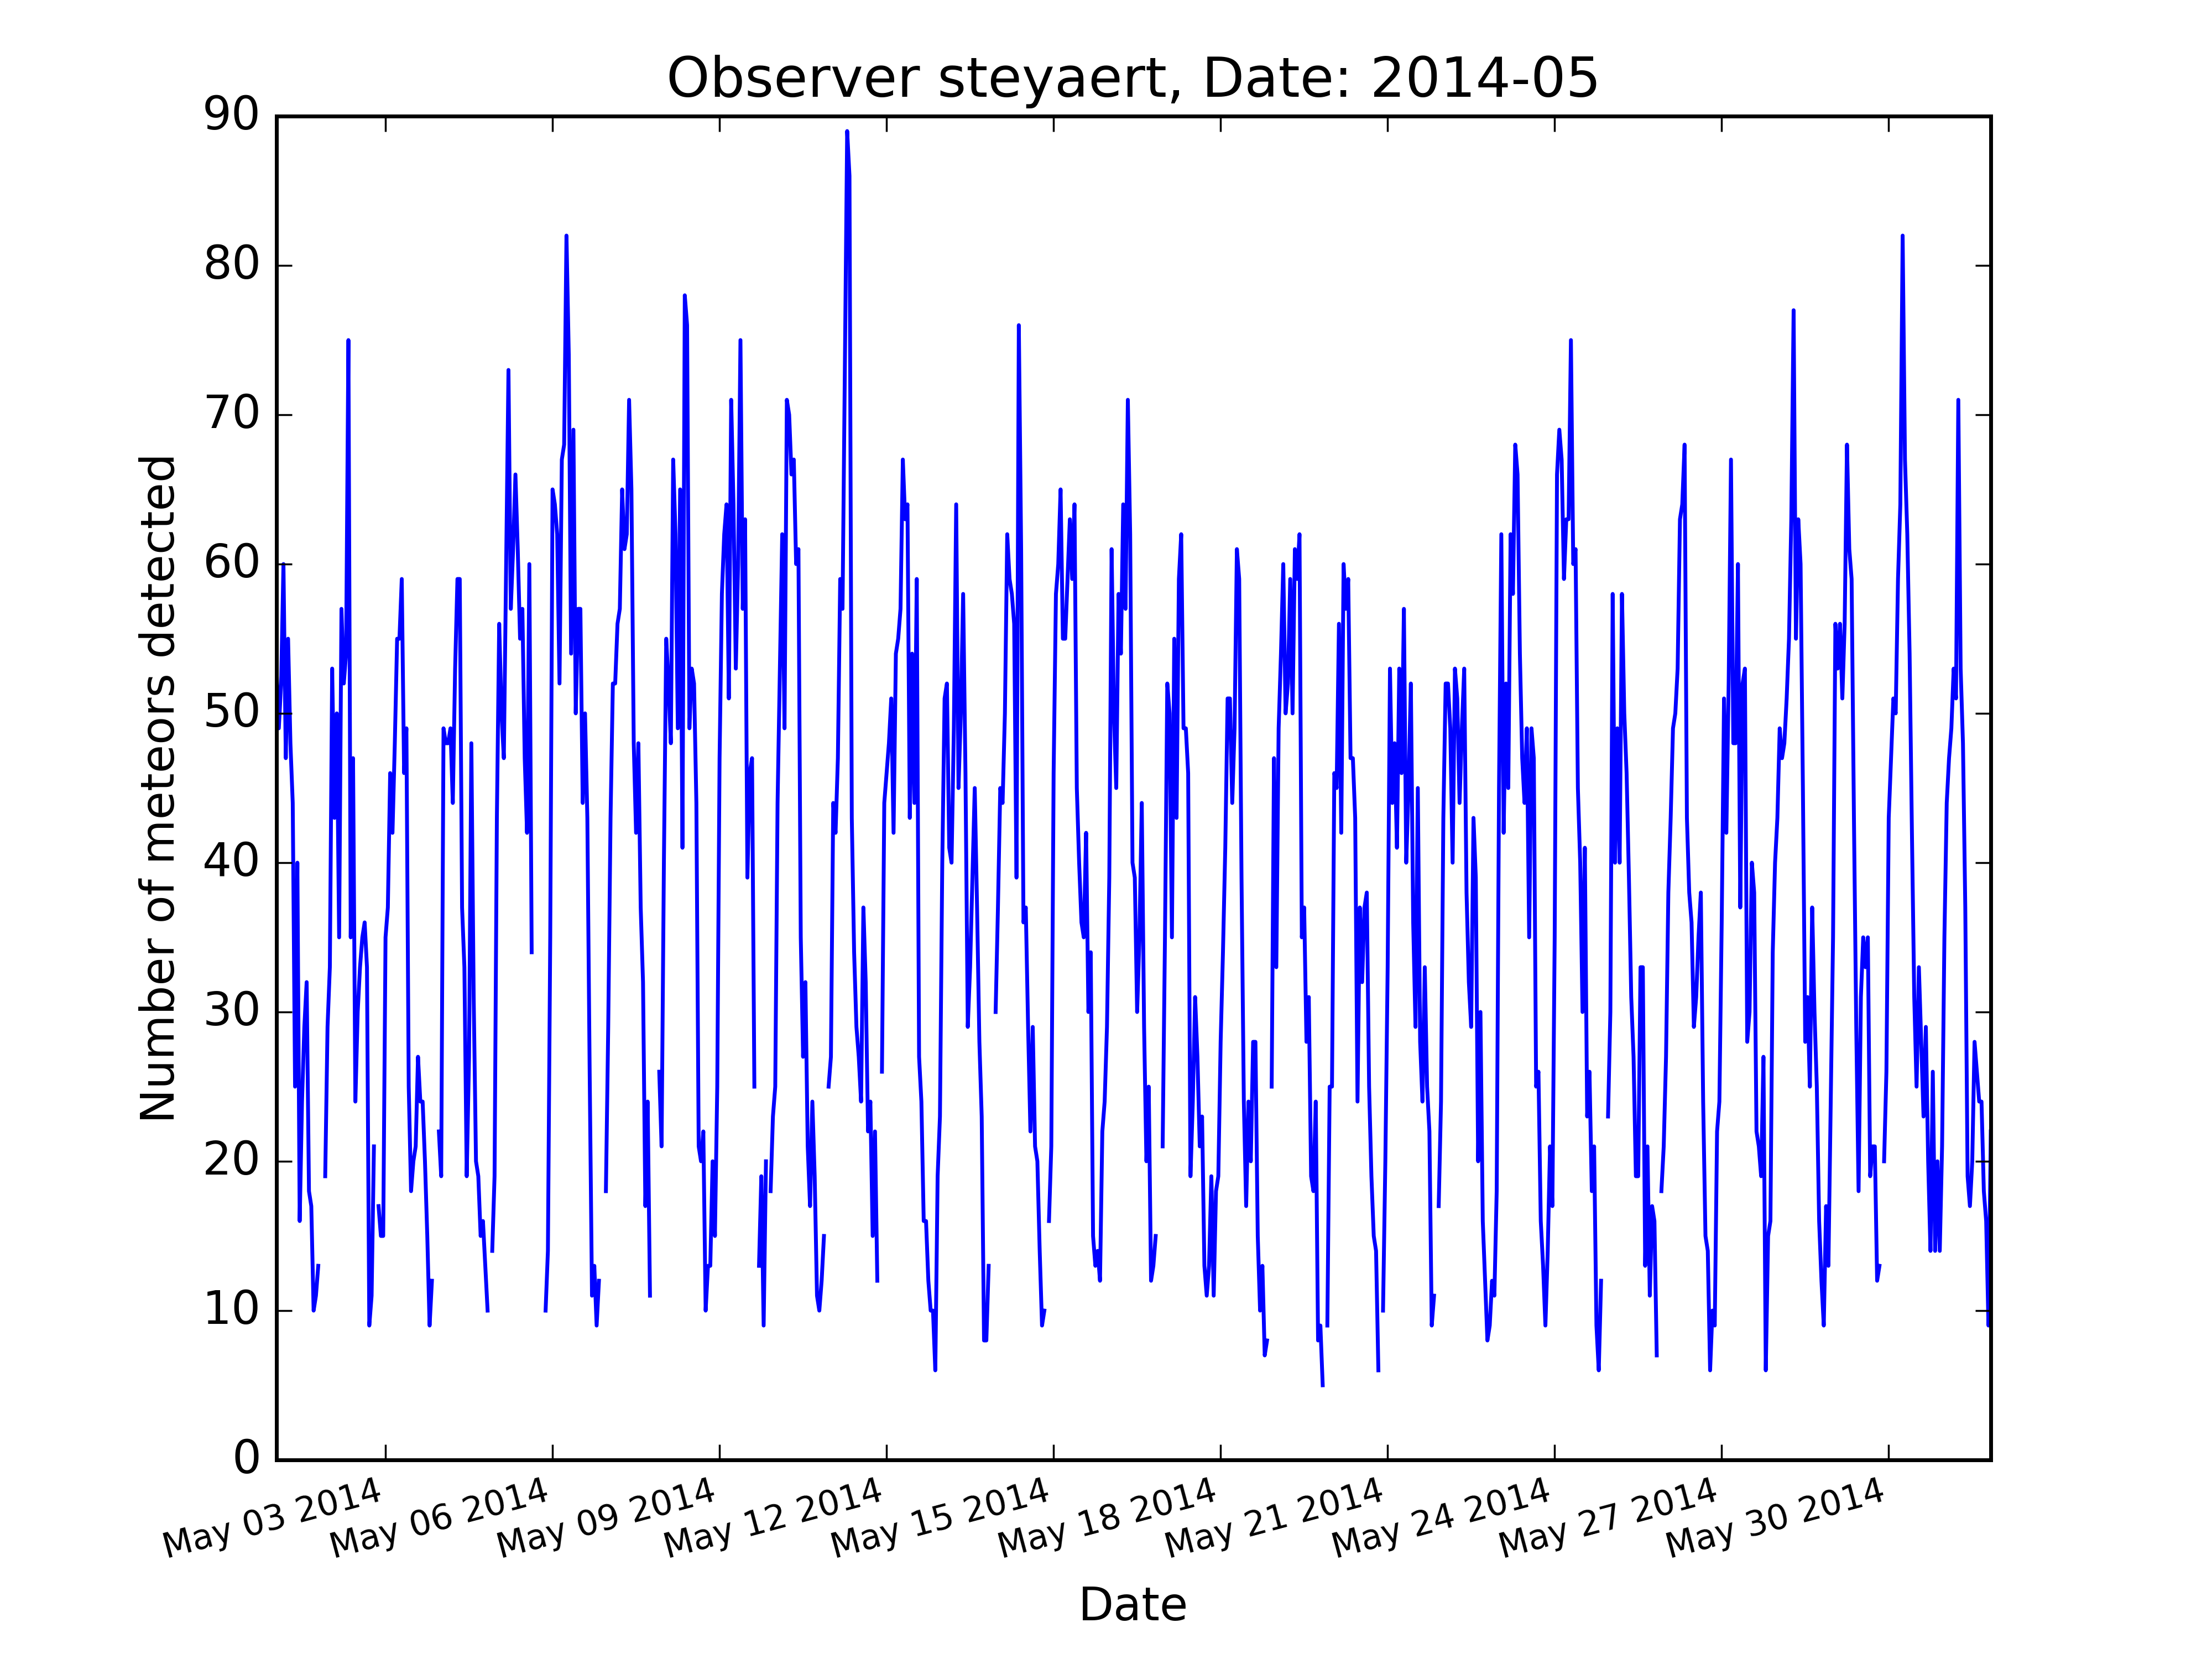 Observer steyaert, Date: 2014-05
Number of meteors detected
90
80
70
60
50
40
30
20
10
0
May 03 2014
May 06 2014
May 09 2014
May 12 2014
May 15 2014
May 18 2014
May 21 2014
May 24 2014
May 27 2014
May 30 2014
Date